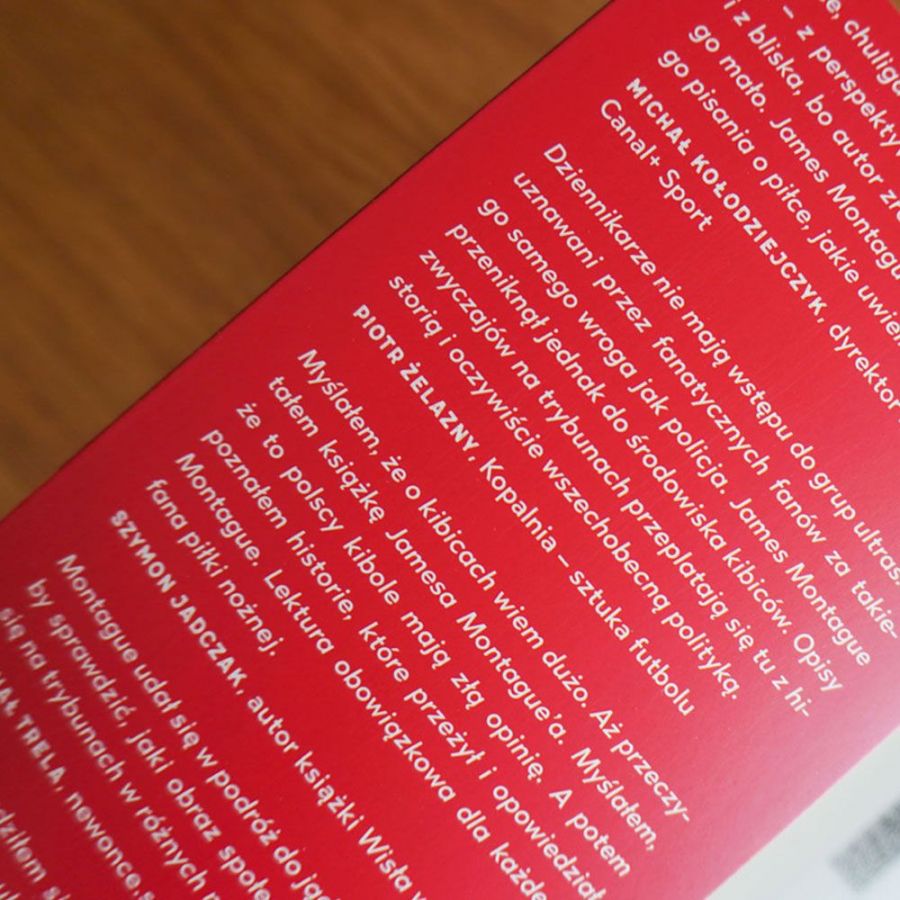 – z perspektyw
i z bliska, bo autor
go mało. James Montagu
go pisania o piłce, jakie
MICHAŁ KOŁODZIEJCZYK, dyrektor
Canal+ Sport
Dziennikarze nie mają wstępu do grup ultras,
uznawani przez fanatycznych fanów za takie-
go samego wroga jak policja. James Montague
przeniknął jednak do środowiska kibiców. Opisy
zwyczajów na trybunach przeplatają się tu z hi-
storią i oczywiście wszechobecną polityką.
PIOTR ŻELAZNY, Kopalnia – sztuka futbolu
Myślałem, że o kibicach wiem dużo. Aż przeczy-
tałem książkę Jamesa Montague'a. Myślałem,
że to polscy kibole mają złą opinię. A potem
poznałem historie, które przeżył i opowiedział
Montague. Lektura obowiązkowa dla każde
fana piłki nożnej.
SZYMON JADCZAK, autor książki Wisła
Montague udał się w podróż do
by sprawdzić, jaki obraz społe
się na trybunach w różnych
TRELA, newonce.s